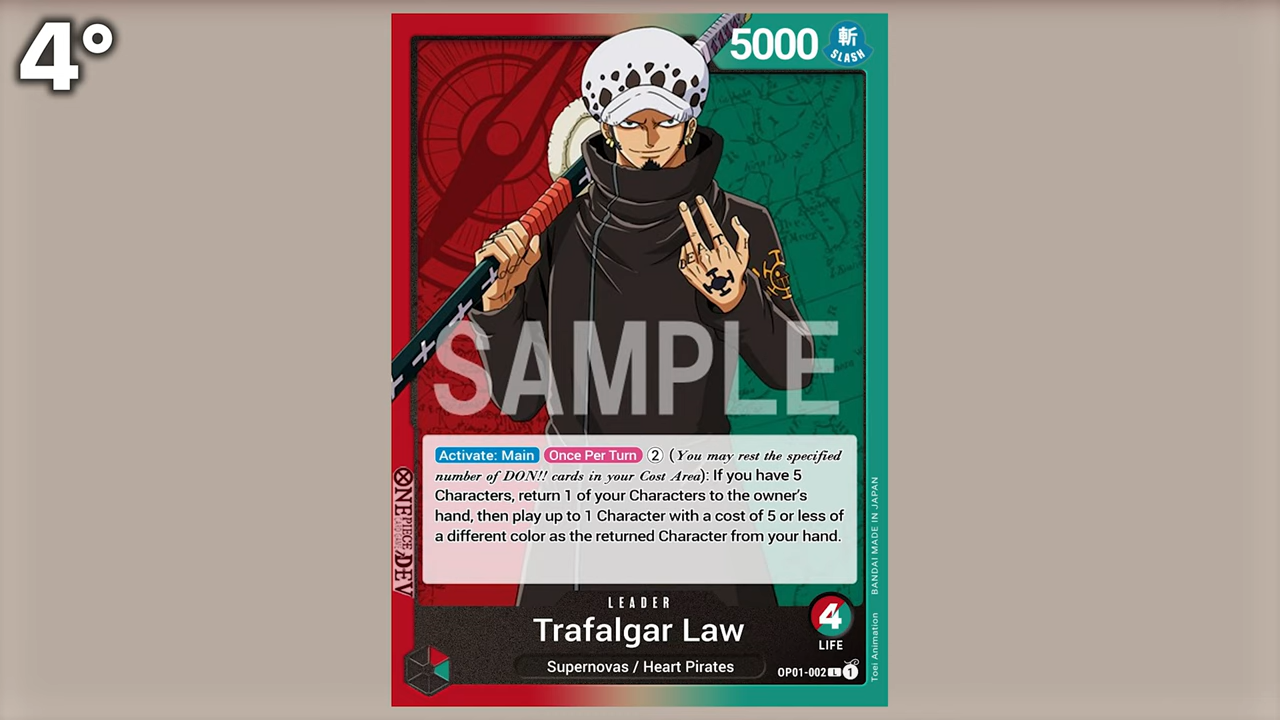 4°
5000
斬
SLASH
DEATH
SAMPLE
Activate: Main Once Per Turn ② (You may rest the specified
number of DON!! cards in your Cost Area): If you have 5
Characters, return 1 of your Characters to the owner's
hand, then play up to 1 Character with a cost of 5 or less of
a different color as the returned Character from your hand.
ONE PIECE
CARD GAME
DEV
LEADER
Trafalgar Law
Supernovas / Heart Pirates
4
LIFE
OP01-002 L 1
Toei Animation BANDAI MADE IN JAPAN